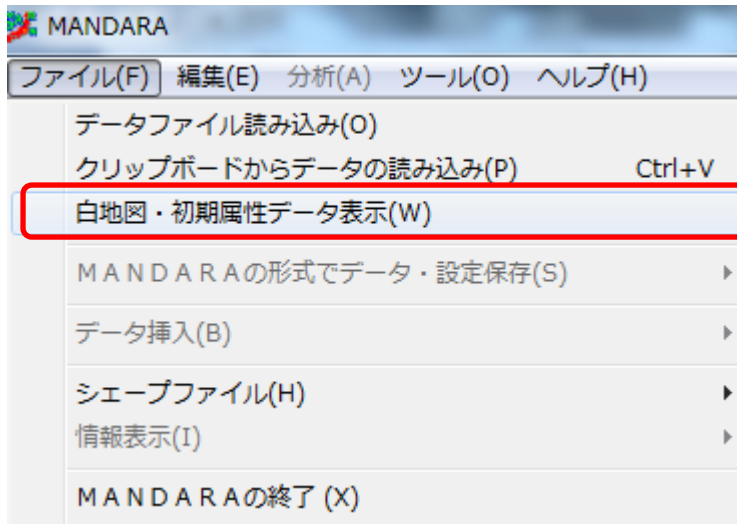 MANDARA
ファイル(F) 編集(E) 分析(A) ツール(O) ヘルプ(H)
データファイル読み込み(O)
クリップボードからデータの読み込み(P) Ctrl+V
白地図・初期属性データ表示(W)
ＭＡＮＤＡＲＡの形式でデータ・設定保存(S)
データ挿入(B)
シェープファイル(H)
情報表示(I)
ＭＡＮＤＡＲＡの終了(X)